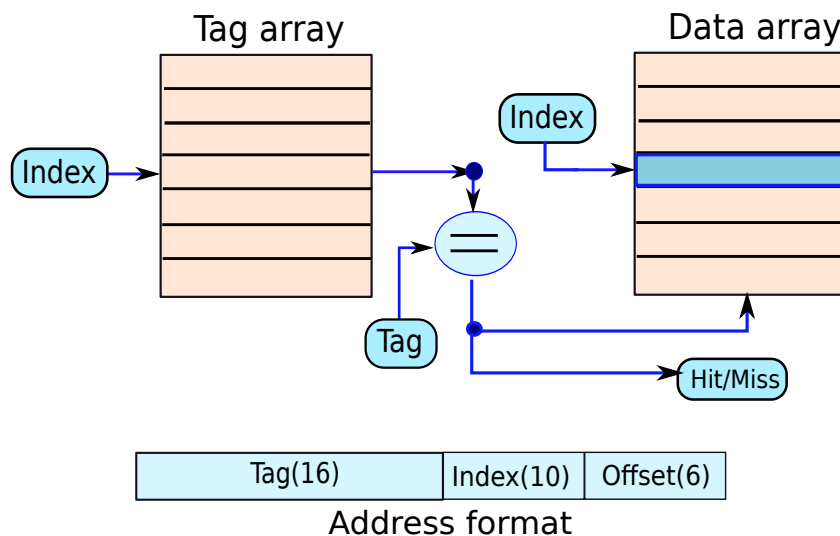 Tag array
Data array
Index
Index
Tag
Hit/Miss
Tag(16)
Index(10)
Offset(6)
Address format